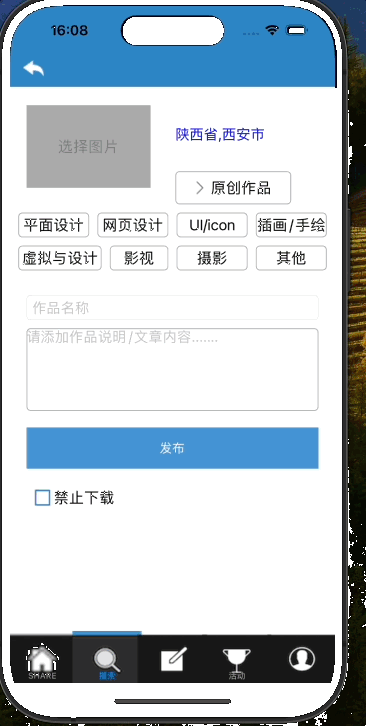 16:08
选择图片
陕西省,西安市
原创作品
平面设计 网页设计 UI/icon 插画/手绘
虚拟与设计 影视 摄影 其他
作品名称
请添加作品说明/文章内容.......
发布
禁止下载
SHARE 搜索 活动